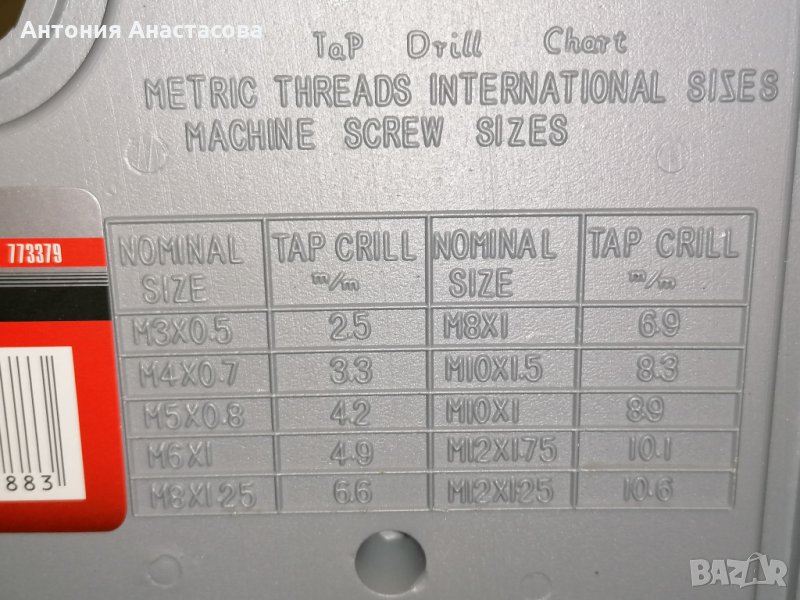 Антония Анастасова
TaP Drill Chart
METRIC THREADS INTERNATIONAL SIZES
MACHINE SCREW SIZES
773379
NOMINAL SIZE TAP CRILL m/m NOMINAL SIZE TAP CRILL m/m
M3X0.5 2.5 M8X1 6.9
M4X0.7 3.3 M10X1.5 8.3
M5X0.8 4.2 M10X1 8.9
M6X1 4.9 M12X1.75 10.1
M8X1.25 6.6 M12X1.25 10.6
883
BAZAR